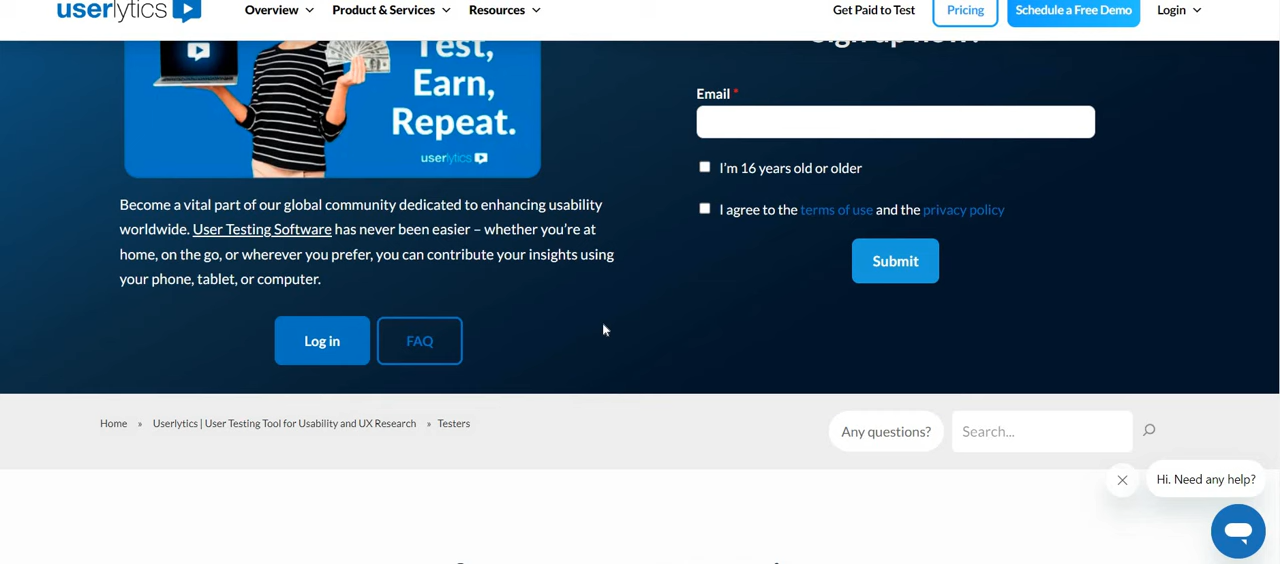 userlytics
Overview
Product & Services
Resources
Get Paid to Test
Pricing
Schedule a Free Demo
Login
Test,
Earn,
Repeat.
userlytics
Become a vital part of our global community dedicated to enhancing usability
worldwide. User Testing Software has never been easier – whether you're at
home, on the go, or wherever you prefer, you can contribute your insights using
your phone, tablet, or computer.
Log in
FAQ
Email *
I'm 16 years old or older
I agree to the terms of use and the privacy policy
Submit
Home » Userlytics | User Testing Tool for Usability and UX Research » Testers
Any questions?
Search...
Hi. Need any help?